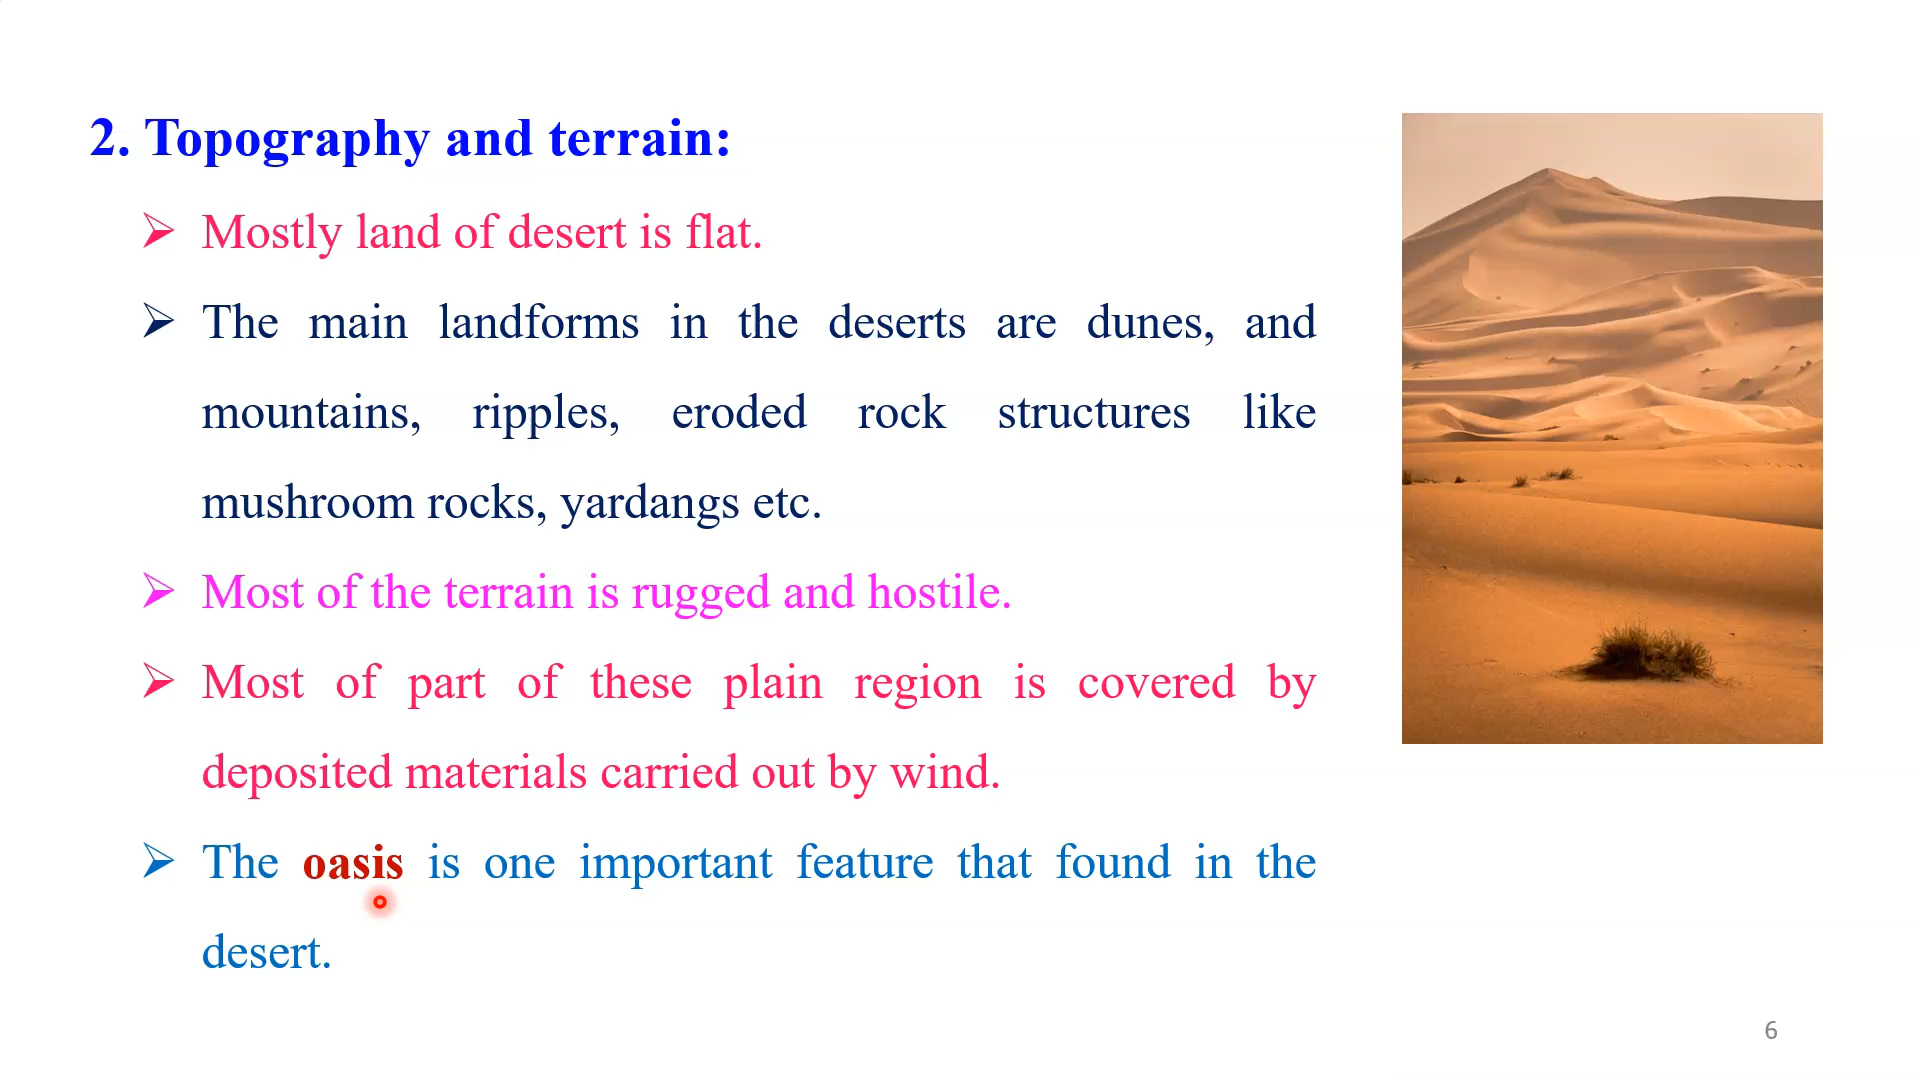 2. Topography and terrain:
➢ Mostly land of desert is flat.
➢ The main landforms in the deserts are dunes, and
mountains, ripples, eroded rock structures like
mushroom rocks, yardangs etc.
➢ Most of the terrain is rugged and hostile.
➢ Most of part of these plain region is covered by
deposited materials carried out by wind.
➢ The oasis is one important feature that found in the
desert.
6